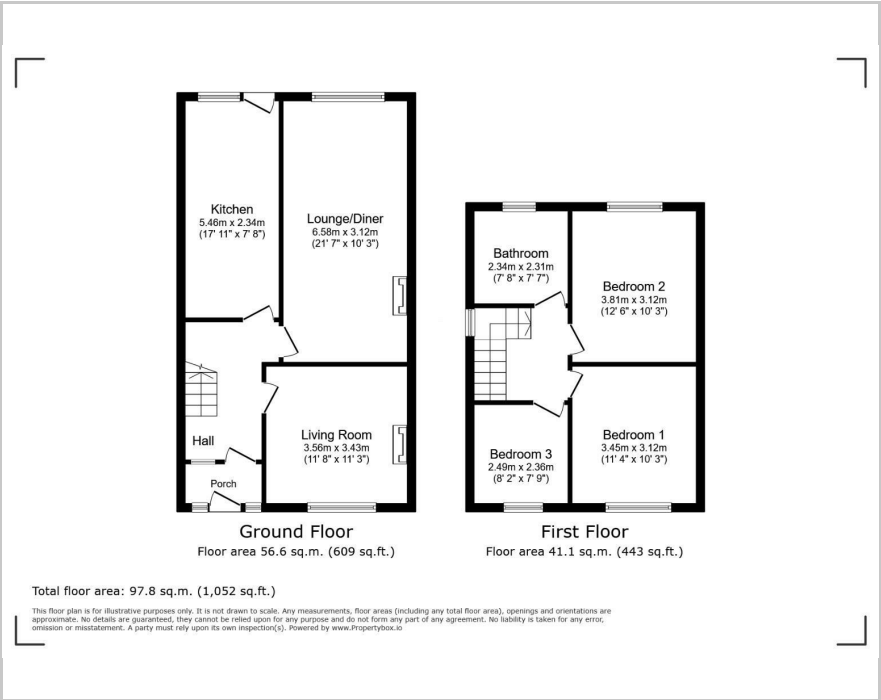 Kitchen
5.46m x 2.34m
(17' 11" x 7' 8")
Lounge/Diner
6.58m x 3.12m
(21' 7" x 10' 3")
Hall
Living Room
3.56m x 3.43m
(11' 8" x 11' 3")
Porch
Ground Floor
Floor area 56.6 sq.m. (609 sq.ft.)
Bathroom
2.34m x 2.31m
(7' 8" x 7' 7")
Bedroom 2
3.81m x 3.12m
(12' 6" x 10' 3")
Bedroom 3
2.49m x 2.36m
(8' 2" x 7' 9")
Bedroom 1
3.45m x 3.12m
(11' 4" x 10' 3")
First Floor
Floor area 41.1 sq.m. (443 sq.ft.)
Total floor area: 97.8 sq.m. (1,052 sq.ft.)
This floor plan is for illustrative purposes only. It is not drawn to scale. Any measurements, floor areas (including any total floor area), openings and orientations are
approximate. No details are guaranteed, they cannot be relied upon for any purpose and do not form any part of any agreement. No liability is taken for any error,
omission or misstatement. A party must rely upon its own inspection(s). Powered by www.Propertybox.io